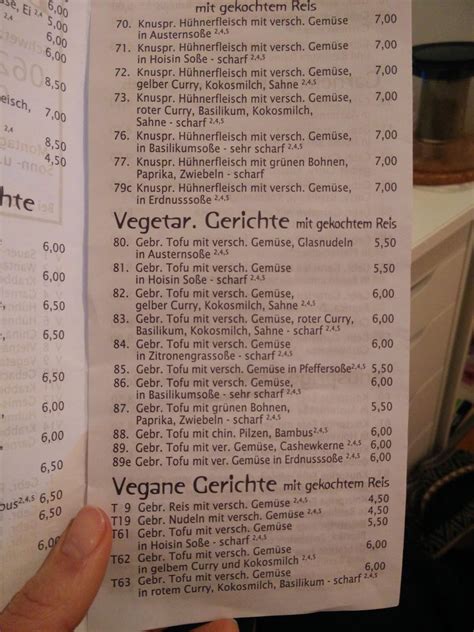 mit gekochtem Reis
70. Knuspr. Hühnerfleisch mit versch. Gemüse 7,00
in Austernsoße 2,4,5
71. Knuspr. Hühnerfleisch mit versch. Gemüse 7,00
in Hoisin Soße - scharf 2,4,5
72. Knuspr. Hühnerfleisch mit versch. Gemüse, 7,00
gelber Curry, Kokosmilch, Sahne 2,4,5
73. Knuspr. Hühnerfleisch mit versch. Gemüse, 7,00
roter Curry, Basilikum, Kokosmilch,
Sahne - scharf 2,4,5
76. Knuspr. Hühnerfleisch mit versch. Gemüse, 7,00
in Basilikumsoße - sehr scharf 2,4,5
77. Knuspr. Hühnerfleisch mit grünen Bohnen, 7,00
Paprika, Zwiebeln - scharf
79c Knuspr. Hühnerfleisch mit versch. Gemüse, 7,00
in Erdnusssoße 2,4,5
Vegetar. Gerichte mit gekochtem Reis
80. Gebr. Tofu mit versch. Gemüse, Glasnudeln 5,50
in Austernsoße 2,4,5
81. Gebr. Tofu mit versch. Gemüse 5,50
in Hoisin Soße - scharf 2,4,5
82. Gebr. Tofu mit versch. Gemüse, 6,00
gelber Curry, Kokosmilch, Sahne 2,4,5
83. Gebr. Tofu mit versch. Gemüse, roter Curry, 6,00
Basilikum, Kokosmilch, Sahne - scharf 2,4,5
84. Gebr. Tofu mit versch. Gemüse 6,00
in Zitronengrassoße - scharf 2,4,5
85. Gebr. Tofu mit versch. Gemüse in Pfeffersoße 2,4,5 6,00
86. Gebr. Tofu mit versch. Gemüse, 6,00
in Basilikumsoße - sehr scharf 2,4,5
87. Gebr. Tofu mit grünen Bohnen, 6,00
Paprika, Zwiebeln - scharf
88. Gebr. Tofu mit chin. Pilzen, Bambus 2,4,5 6,00
89. Gebr. Tofu mit ver. Gemüse, Cashewkerne 2,4,5 6,00
89e Gebr. Tofu mit ver. Gemüse in Erdnusssoße 2,4,5 6,00
Vegane Gerichte mit gekochtem Reis
T 9 Gebr. Reis mit versch. Gemüse 2,4,5 4,50
T19 Gebr. Nudeln mit versch. Gemüse 2,4,5 4,50
T61 Gebr. Tofu mit versch. Gemüse 5,50
in Hoisin Soße - scharf 2,4,5
T62 Gebr. Tofu mit versch. Gemüse 6,00
in gelbem Curry und Kokosmilch 2,4,5
T63 Gebr. Tofu mit versch. Gemüse 6,00
in rotem Curry, Kokosmilch, Basilikum - scharf 2,4,5
5,50
Ei 2,4
5,50
8,50
2,4
8,50
4,50
6,00
6,00
6,50
6,50
6,50
6,00
6,50
2,4,5 6,50
6,50